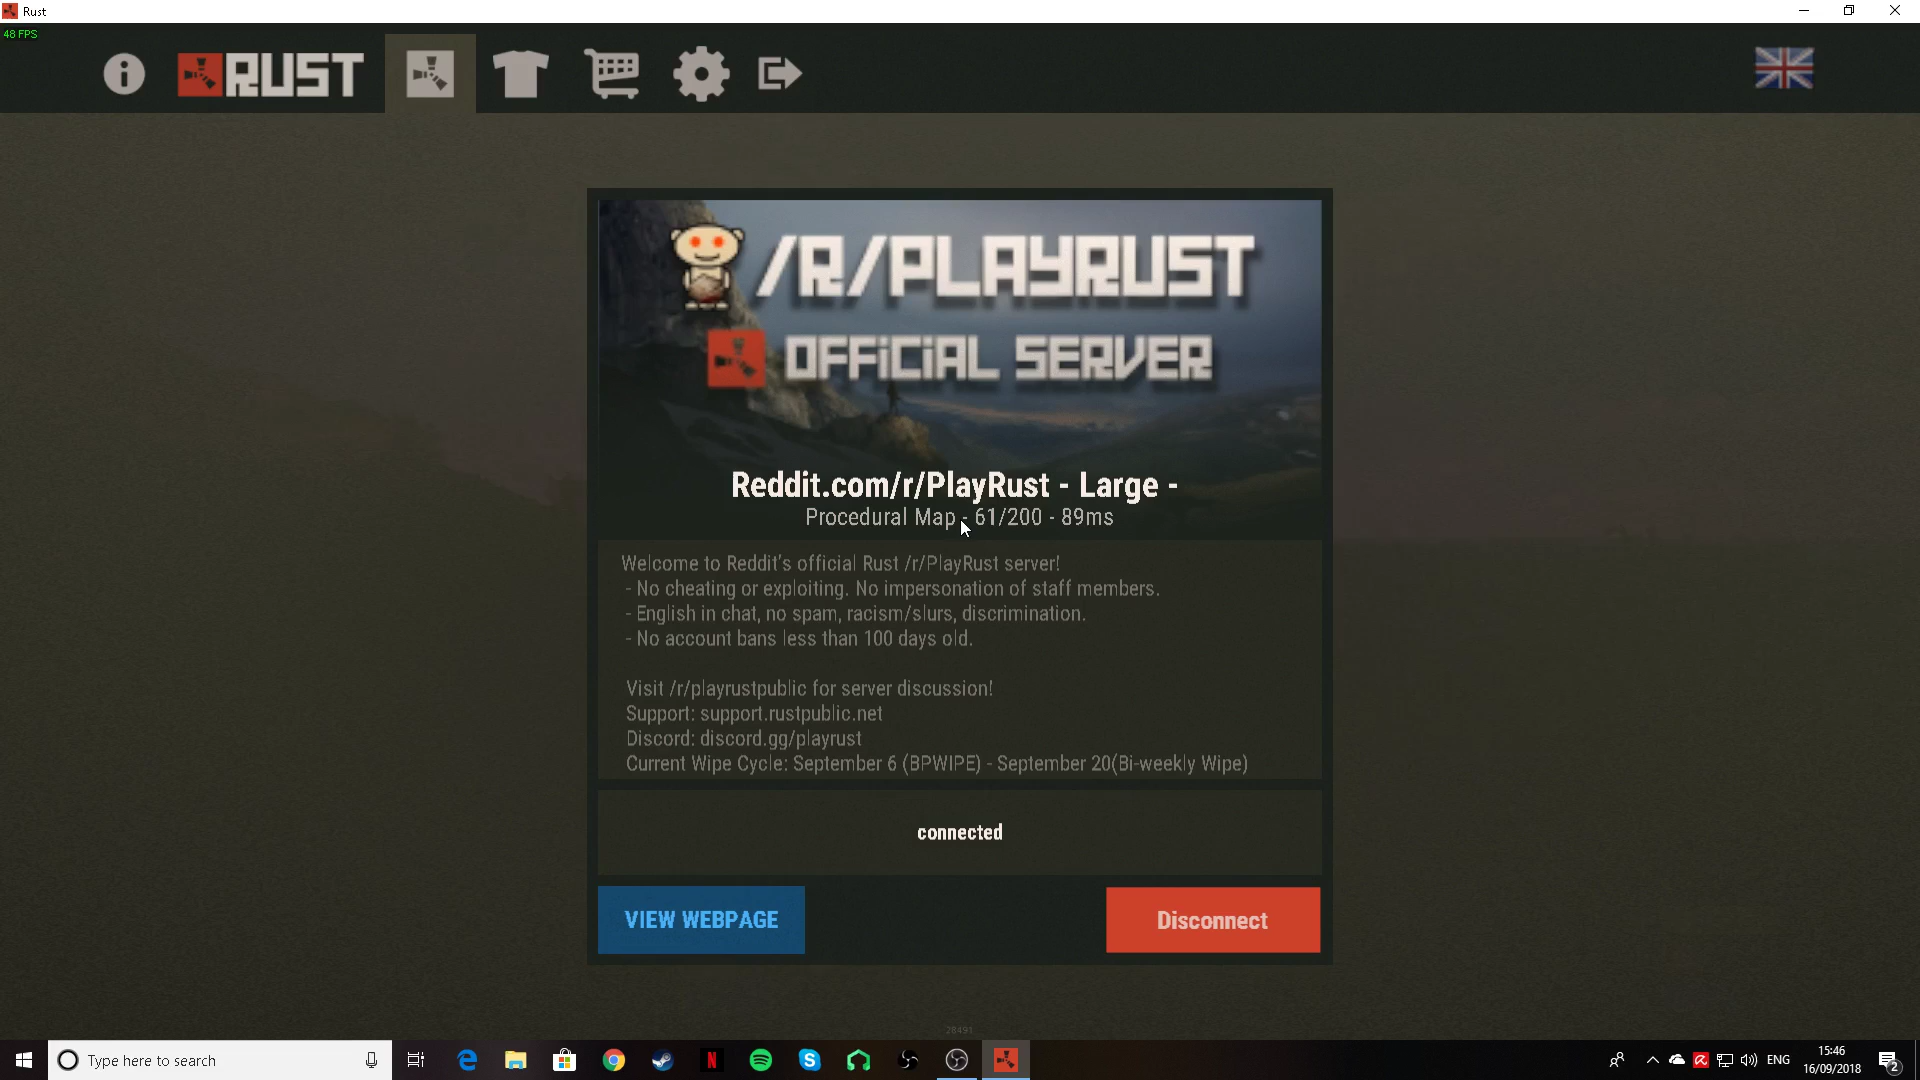 Rust
48 FPS
RUST
/R/PLAYRUST
OFFICIAL SERVER
Reddit.com/r/PlayRust - Large -
Procedural Map - 61/200 - 89ms
Welcome to Reddit's official Rust /r/PlayRust server!
- No cheating or exploiting. No impersonation of staff members.
- English in chat, no spam, racism/slurs, discrimination.
- No account bans less than 100 days old.
Visit /r/playrustpublic for server discussion!
Support: support.rustpublic.net
Discord: discord.gg/playrust
Current Wipe Cycle: September 6 (BPWIPE) - September 20(Bi-weekly Wipe)
connected
VIEW WEBPAGE
Disconnect
28491
Type here to search
ENG
15:46
16/09/2018
2